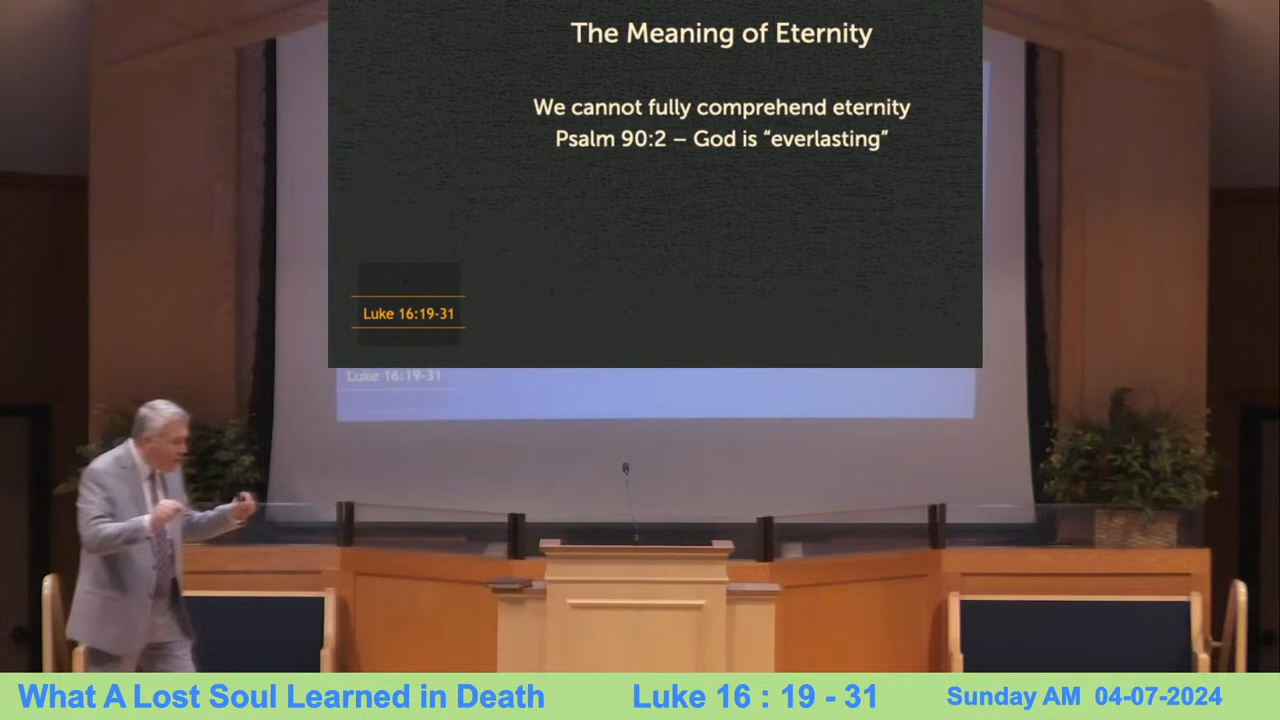 The Meaning of Eternity
We cannot fully comprehend eternity
Psalm 90:2 – God is “everlasting”
Luke 16:19-31
Luke 16:19-31
What A Lost Soul Learned in Death
Luke 16 : 19 - 31
Sunday AM 04-07-2024